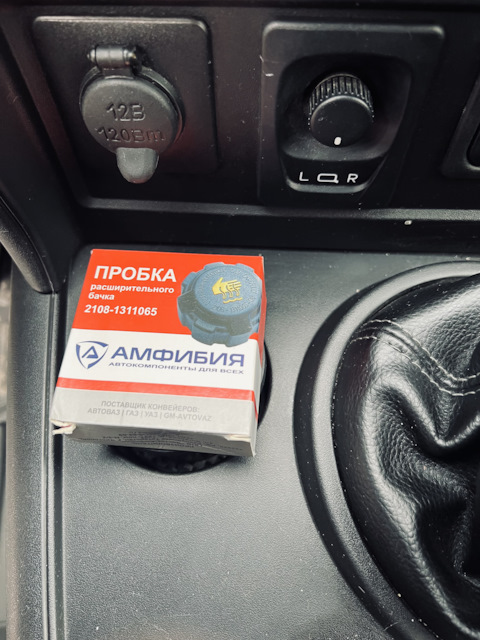 12В
120Вт
L R
ПРОБКА
расширительного
бачка
2108-1311065
АМФИБИЯ
АВТОКОМПОНЕНТЫ ДЛЯ ВСЕХ
ПОСТАВЩИК КОНВЕЙЕРОВ:
АВТОВАЗ | ГАЗ | УАЗ | GM-AVTOVAZ